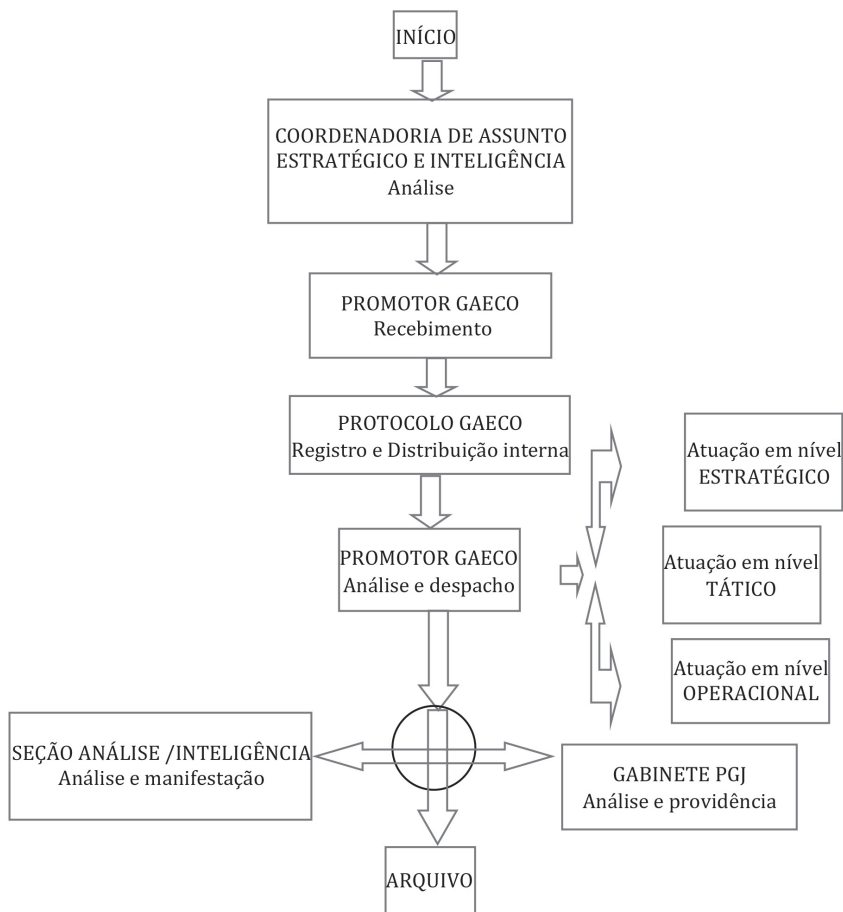 INÍCIO
COORDENADORIA DE ASSUNTO
ESTRATÉGICO E INTELIGÊNCIA
Análise
PROMOTOR GAECO
Recebimento
PROTOCOLO GAECO
Registro e Distribuição interna
Atuação em nível
ESTRATÉGICO
PROMOTOR GAECO
Análise e despacho
Atuação em nível
TÁTICO
Atuação em nível
OPERACIONAL
SEÇÃO ANÁLISE /INTELIGÊNCIA
Análise e manifestação
GABINETE PGJ
Análise e providência
ARQUIVO